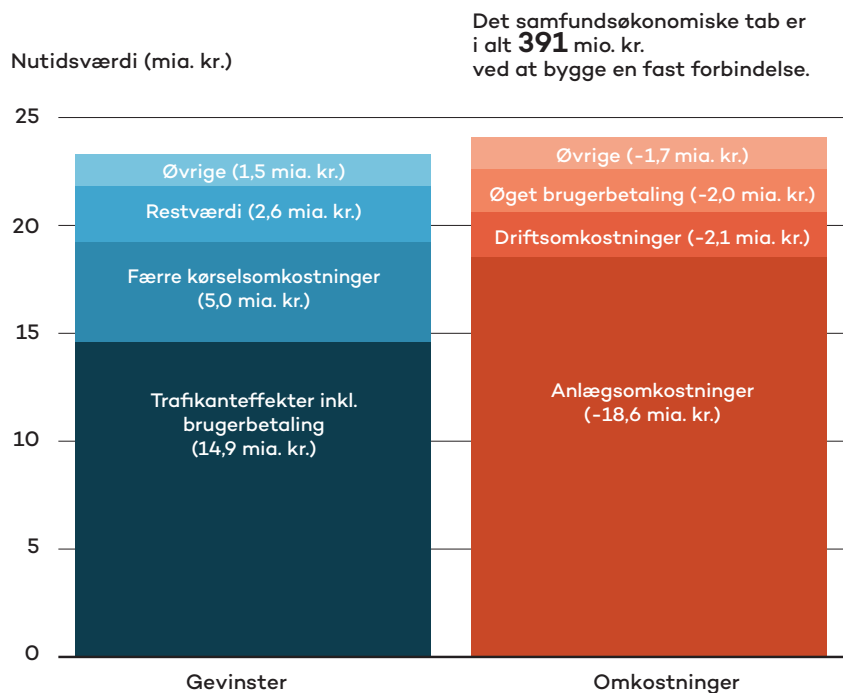 Nutidsværdi (mia. kr.)
Det samfundsøkonomiske tab er
i alt 391 mio. kr.
ved at bygge en fast forbindelse.
25
20
15
10
5
0
Øvrige (1,5 mia. kr.)
Restværdi (2,6 mia. kr.)
Færre kørselsomkostninger
(5,0 mia. kr.)
Trafikanteffekter inkl.
brugerbetaling
(14,9 mia. kr.)
Øvrige (-1,7 mia. kr.)
Øget brugerbetaling (-2,0 mia. kr.)
Driftsomkostninger (-2,1 mia. kr.)
Anlægsomkostninger
(-18,6 mia. kr.)
Gevinster
Omkostninger